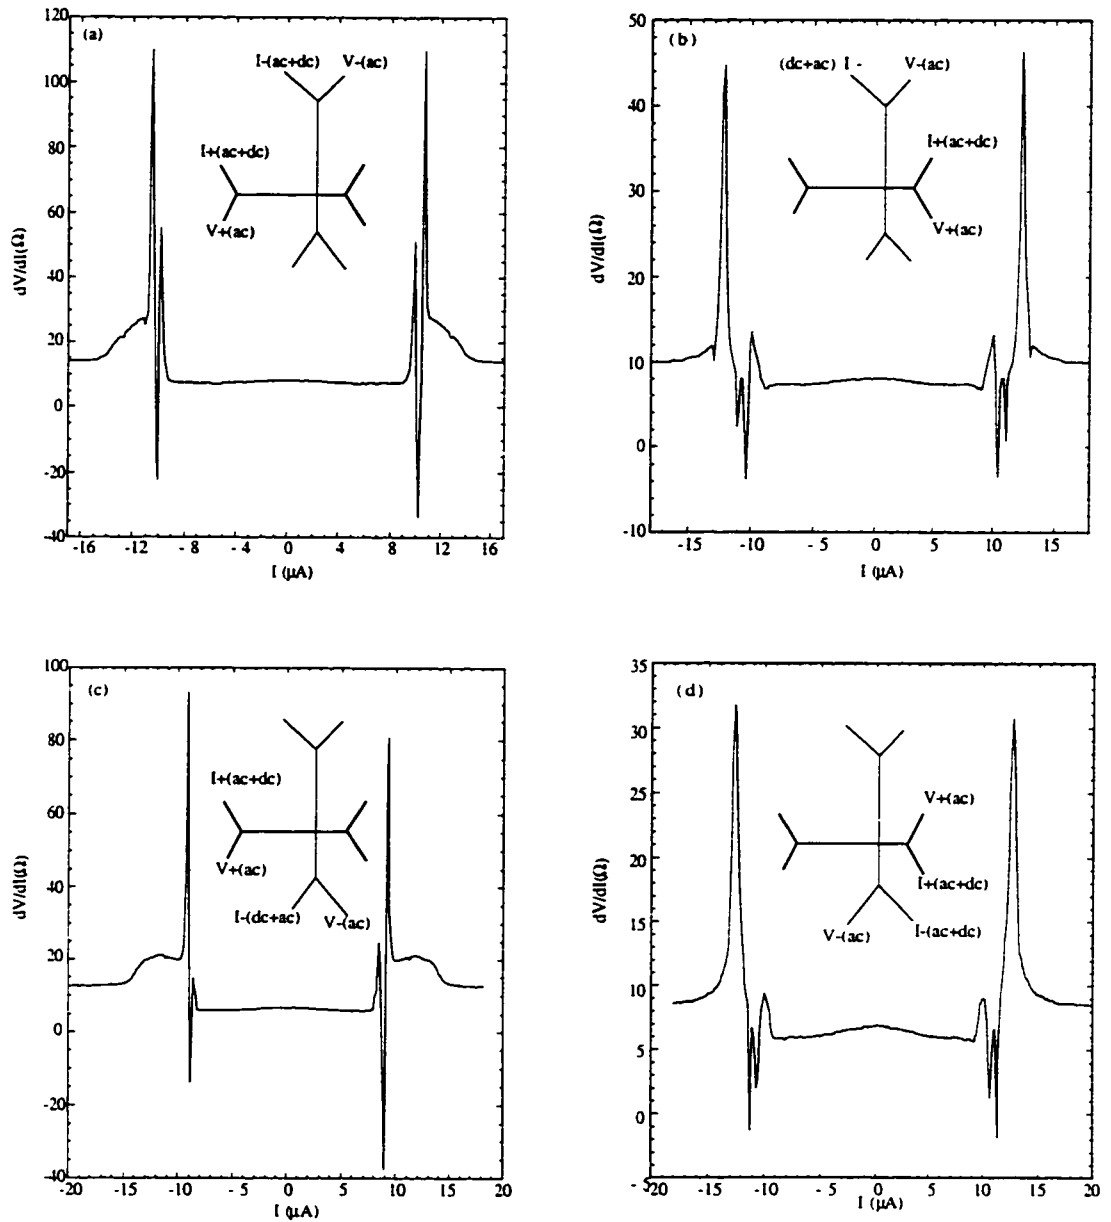 (a)
120
100
80
60
40
20
0
-20
-40
dV/dI(Ω)
I-(ac+dc) V-(ac)
I+(ac+dc)
V+(ac)
-16 -12 - 8 - 4 0 4 8 12 16
I (μA)
(b)
50
40
30
20
10
0
-10
dV/dI(Ω)
(dc+ac) I - V-(ac)
I+(ac+dc)
V+(ac)
-15 -10 - 5 0 5 10 15
I (μA)
(c)
100
80
60
40
20
0
-20
-40
dV/dI(Ω)
I+(ac+dc)
V+(ac)
I-(dc+ac) V-(ac)
-20 -15 -10 - 5 0 5 10 15 20
I (μA)
(d)
35
30
25
20
15
10
5
0
- 5
dV/dI(Ω)
V+(ac)
I+(ac+dc)
V-(ac) I-(ac+dc)
-20 -15 -10 - 5 0 5 10 15 20
I (μA)